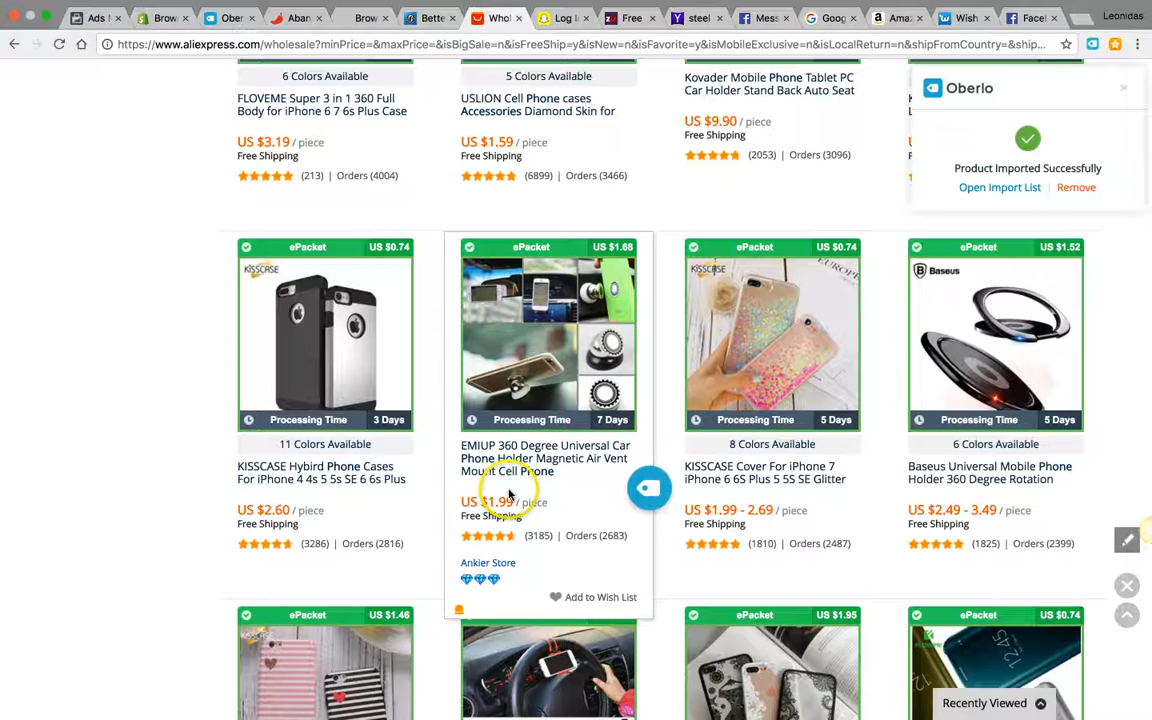 Ads M
Brow
Ober
Aban
Brow
Bette
Whol
Log I
Free
steel
Mess
Goog
Ama
Wish
Face
Leonidas
https://www.aliexpress.com/wholesale?minPrice=&maxPrice=&isBigSale=n&isFreeShip=y&isNew=n&isFavorite=y&isMobileExclusive=n&isLocalReturn=n&shipFromCountry=&ship...
6 Colors Available
FLOVEME Super 3 in 1 360 Full
Body for iPhone 6 7 6s Plus Case
US $3.19 / piece
Free Shipping
(213) | Orders (4004)
5 Colors Available
USLION Cell Phone cases
Accessories Diamond Skin for
US $1.59 / piece
Free Shipping
(6899) | Orders (3466)
Kovader Mobile Phone Tablet PC
Car Holder Stand Back Auto Seat
US $9.90 / piece
Free Shipping
(2053) | Orders (3096)
Oberlo
Product Imported Successfully
Open Import List | Remove
ePacket US $0.74
KISSCASE
Processing Time 3 Days
11 Colors Available
KISSCASE Hybird Phone Cases
For iPhone 4 4s 5 5s SE 6 6s Plus
US $2.60 / piece
Free Shipping
(3286) | Orders (2816)
ePacket US $1.68
Processing Time 7 Days
EMIUP 360 Degree Universal Car
Phone Holder Magnetic Air Vent
Mount Cell Phone
US $1.99 / piece
Free Shipping
(3185) | Orders (2683)
Ankier Store
Add to Wish List
ePacket US $0.74
KISSCASE
Processing Time 5 Days
8 Colors Available
KISSCASE Cover For iPhone 7
iPhone 6 6S Plus 5 5S SE Glitter
US $1.99 - 2.69 / piece
Free Shipping
(1810) | Orders (2487)
ePacket US $1.52
Baseus
Processing Time 5 Days
6 Colors Available
Baseus Universal Mobile Phone
Holder 360 Degree Rotation
US $2.49 - 3.49 / piece
Free Shipping
(1825) | Orders (2399)
ePacket US $1.46
KISSCASE
ePacket US $1.95
ePacket US $0.74
Recently Viewed